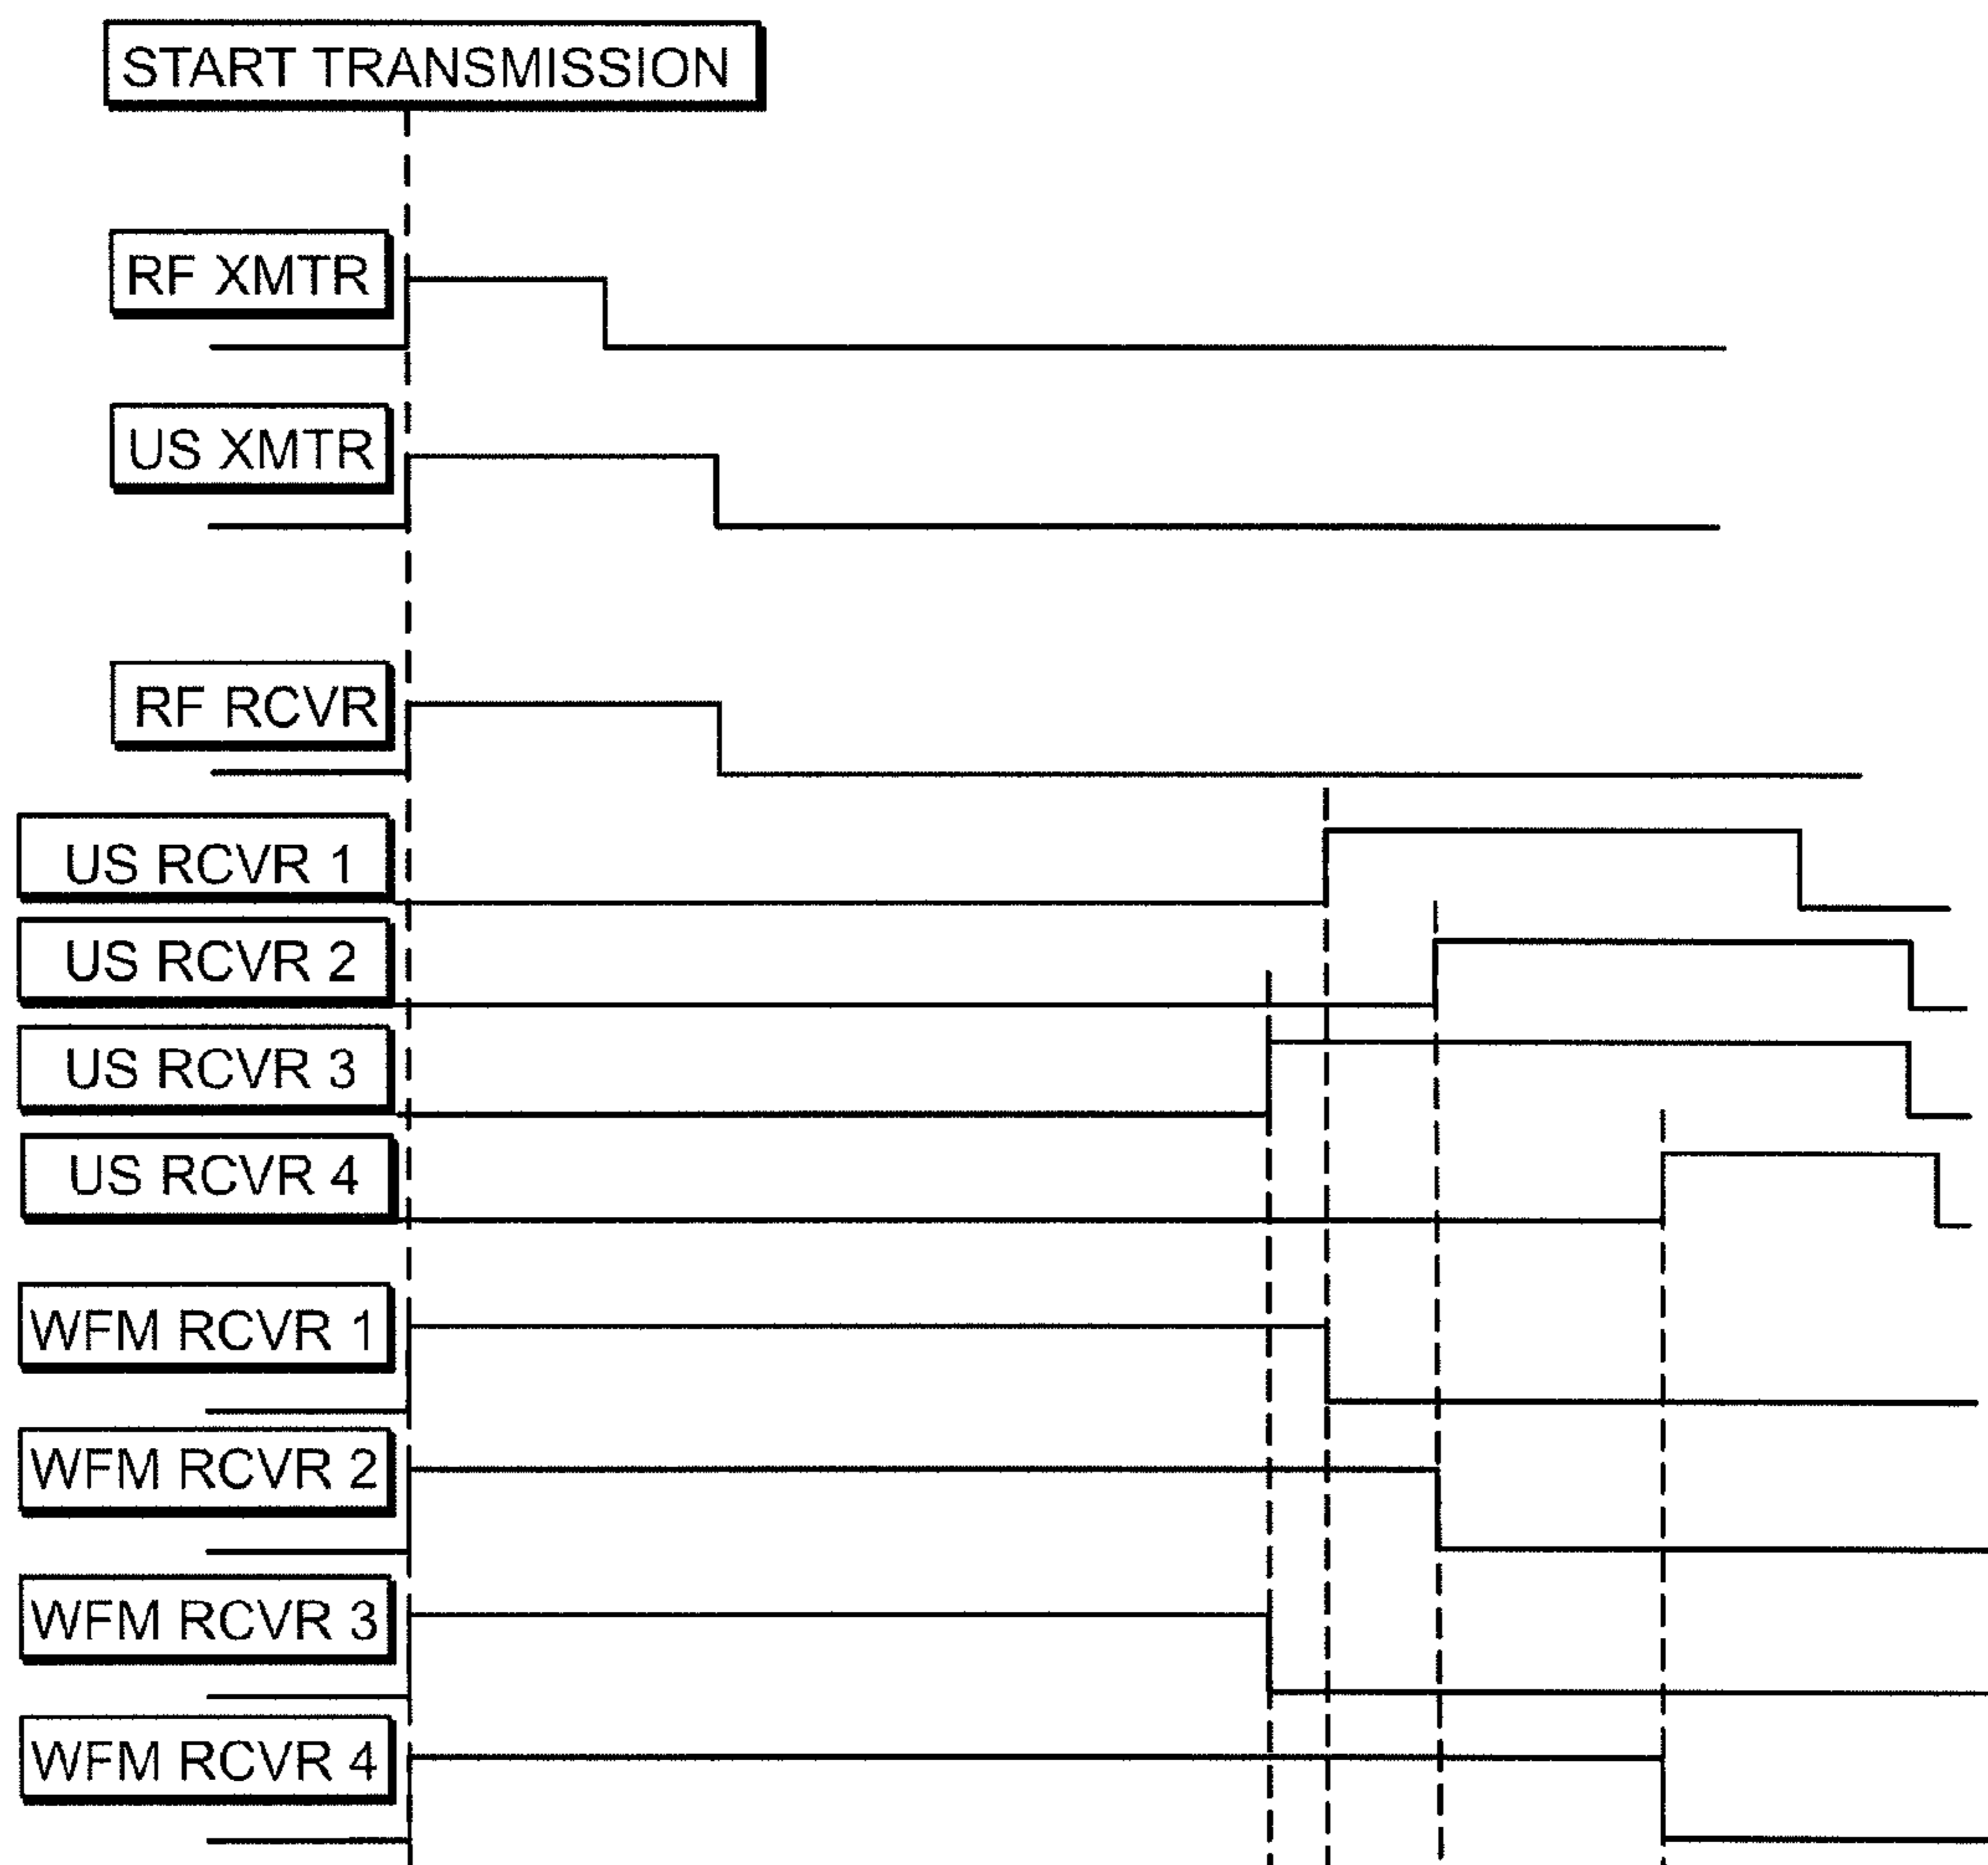 START TRANSMISSION
RF XMTR
US XMTR
RF RCVR
US RCVR 1
US RCVR 2
US RCVR 3
US RCVR 4
WFM RCVR 1
WFM RCVR 2
WFM RCVR 3
WFM RCVR 4